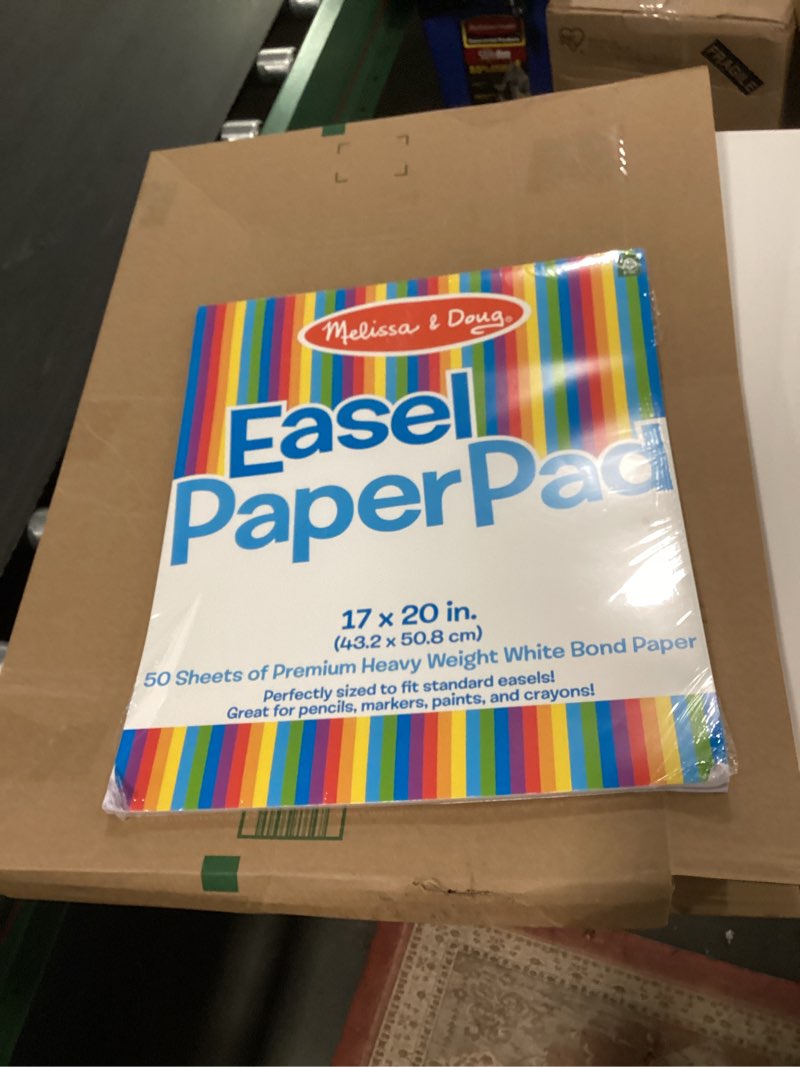 FRAGILE
Melissa & Doug®
Easel
Paper Pad
17 x 20 in.
(43.2 x 50.8 cm)
50 Sheets of Premium Heavy Weight White Bond Paper
Perfectly sized to fit standard easels!
Great for pencils, markers, paints, and crayons!